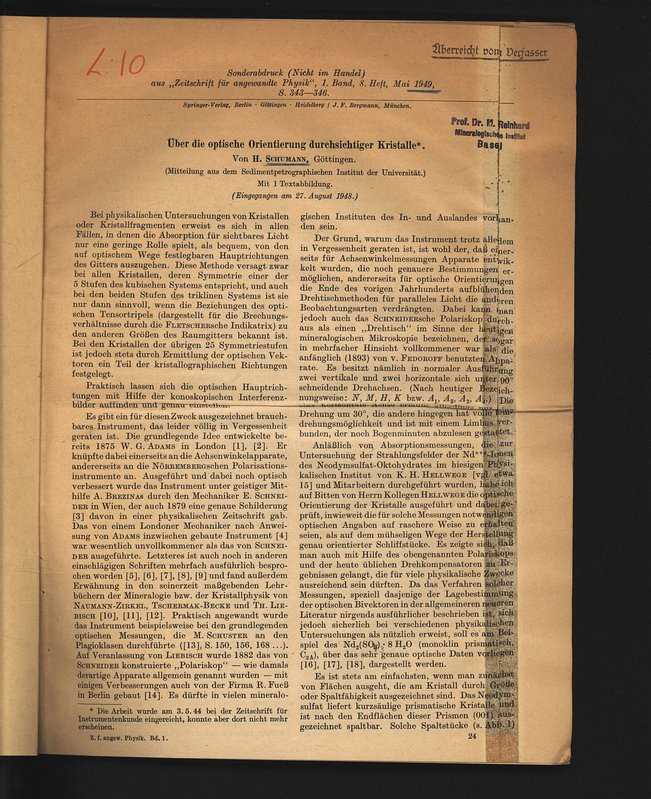 L 10
Überreicht vom Verfasser
Sonderabdruck (Nicht im Handel)
aus „Zeitschrift für angewandte Physik“, 1. Band, 8. Heft, Mai 1949,
S. 343—346.
Springer-Verlag, Berlin · Göttingen · Heidelberg / J. F. Bergmann, München.
Prof. Dr. M. Reinhard
Mineralogisches Institut
Basel
Über die optische Orientierung durchsichtiger Kristalle*.
Von H. SCHUMANN, Göttingen.
(Mitteilung aus dem Sedimentpetrographischen Institut der Universität.)
Mit 1 Textabbildung.
(Eingegangen am 27. August 1948.)
Bei physikalischen Untersuchungen von Kristallen
oder Kristallfragmenten erweist es sich in allen
Fällen, in denen die Absorption für sichtbares Licht
nur eine geringe Rolle spielt, als bequem, von den
auf optischem Wege festlegbaren Hauptrichtungen
des Gitters auszugehen. Diese Methode versagt zwar
bei allen Kristallen, deren Symmetrie einer der
5 Stufen des kubischen Systems entspricht, und auch
bei den beiden Stufen des triklinen Systems ist sie
nur dann sinnvoll, wenn die Beziehungen des opti-
schen Tensortripels (dargestellt für die Brechungs-
verhältnisse durch die FLETSCHERsche Indikatrix) zu
den anderen Größen des Raumgitters bekannt ist.
Bei den Kristallen der übrigen 25 Symmetriestufen
ist jedoch stets durch Ermittlung der optischen Vek-
toren ein Teil der kristallographischen Richtungen
festgelegt.
Praktisch lassen sich die optischen Hauptrich-
tungen mit Hilfe der konoskopischen Interferenz-
bilder auffinden und genau einstellen.
Es gibt ein für diesen Zweck ausgezeichnet brauch-
bares Instrument, das leider völlig in Vergessenheit
geraten ist. Die grundlegende Idee entwickelte be-
reits 1875 W. G. ADAMS in London [1], [2]. Er
knüpfte dabei einerseits an die Achsenwinkelapparate,
andererseits an die NÖRREMBERGschen Polarisations-
instrumente an. Ausgeführt und dabei noch optisch
verbessert wurde das Instrument unter geistiger Mit-
hilfe A. BREZINAs durch den Mechaniker E. SCHNEI-
DER in Wien, der auch 1879 eine genaue Schilderung
[3] davon in einer physikalischen Zeitschrift gab.
Das von einem Londoner Mechaniker nach Anwei-
sung von ADAMS inzwischen gebaute Instrument [4]
war wesentlich unvollkommener als das von SCHNEI-
DER ausgeführte. Letzteres ist auch noch in anderen
einschlägigen Schriften mehrfach ausführlich bespro-
chen worden [5], [6], [7], [8], [9] und fand außerdem
Erwähnung in den seinerzeit maßgebenden Lehr-
büchern der Mineralogie bzw. der Kristallphysik von
NAUMANN-ZIRKEL, TSCHERMAK-BECKE und TH. LIE-
BISCH [10], [11], [12]. Praktisch angewandt wurde
das Instrument beispielsweise bei den grundlegenden
optischen Messungen, die M. SCHUSTER an den
Plagioklasen durchführte ([13], S. 150, 156, 168 ...).
Auf Veranlassung von LIEBISCH wurde 1882 das von
SCHNEIDER konstruierte „Polariskop“ — wie damals
derartige Apparate allgemein genannt wurden — mit
einigen Verbesserungen auch von der Firma R. Fueß
in Berlin gebaut [14]. Es dürfte in vielen mineralo-
* Die Arbeit wurde am 3. 5. 44 bei der Zeitschrift für
Instrumentenkunde eingereicht, konnte aber dort nicht mehr
erscheinen.
Z. f. angew. Physik. Bd. 1.
gischen Instituten des In- und Auslandes vorhan-
den sein.
Der Grund, warum das Instrument trotz alledem
in Vergessenheit geraten ist, ist wohl der, daß einer-
seits für Achsenwinkelmessungen Apparate entwik-
kelt wurden, die noch genauere Bestimmungen er-
möglichen, andererseits für optische Orientierungen
die Ende des vorigen Jahrhunderts aufblühenden
Drehtischmethoden für paralleles Licht die anderen
Beobachtungsarten verdrängten. Dabei kann man
jedoch auch das SCHNEIDERsche Polariskop durch-
aus als einen „Drehtisch“ im Sinne der heutigen
mineralogischen Mikroskopie bezeichnen, der sogar
in mehrfacher Hinsicht vollkommener war als die
anfänglich (1893) von v. FEDOROFF benutzten Appa-
rate. Es besitzt nämlich in normaler Ausführung
zwei vertikale und zwei horizontale sich unter 90°
schneidende Drehachsen. (Nach heutiger Bezeich-
nungsweise: N, M, H, K bzw.
Die
Drehung um 30°, die andere hingegen hat volle
drehungsmöglichkeit und ist mit einem Limbus ver-
bunden, der noch Bogenminuten abzulesen gestattet.
Anläßlich von Absorptionsmessungen, die zur
Untersuchung der Strahlungsfelder der Nd+++-Ionen
des Neodymsulfat-Oktohydrates im hiesigen Physi-
kalischen Institut von K. H. HELLWEGE [vgl. etwa
15] und Mitarbeitern durchgeführt wurden, habe ich
auf Bitten von Herrn Kollegen HELLWEGE die optische
Orientierung der Kristalle ausgeführt und dabei ge-
prüft, inwieweit die für solche Messungen notwendigen
optischen Angaben auf raschere Weise zu erhalten
seien, als auf dem mühseligen Wege der Herstellung
genau orientierter Schliffstücke. Es zeigte sich, daß
man auch mit Hilfe des obengenannten Polariskops
und der heute üblichen Drehkompensatoren zu Er-
gebnissen gelangt, die für viele physikalische Zwecke
ausreichend sein dürften. Da das Verfahren solcher
Messungen, speziell dasjenige der Lagebestimmung
der optischen Bivektoren in der allgemeineren neueren
Literatur nirgends ausführlicher beschrieben ist, sich
jedoch sicherlich bei verschiedenen physikalischen
Untersuchungen als nützlich erweist, soll es am Bei-
spiel des Nd₂(SO₄)₃ · 8 H₂O (monoklin prismatisch,
C₂ₕ), über das sehr genaue optische Daten vorliegen
[16], [17], [18], dargestellt werden.
Es ist stets am einfachsten, wenn man zunächst
von Flächen ausgeht, die am Kristall durch Größe
oder Spaltfähigkeit ausgezeichnet sind. Das Neodym-
sulfat liefert kurzsäulige prismatische Kristalle und
ist nach den Endflächen dieser Prismen (001) aus-
gezeichnet spaltbar. Solche Spaltstücke (s. Abb. 1)
24